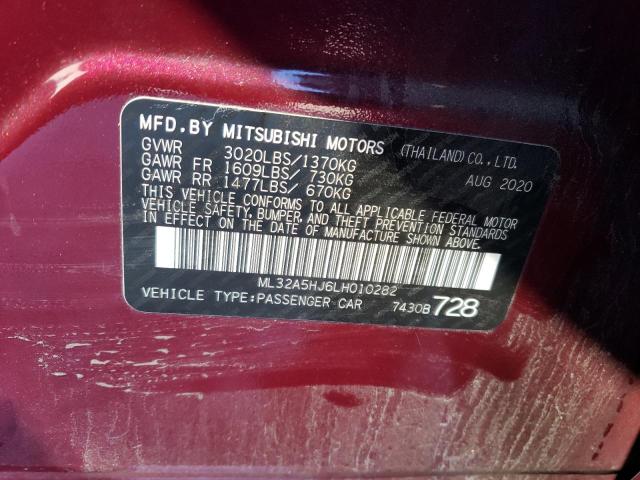 MFD.BY MITSUBISHI MOTORS (THAILAND) CO., LTD.
GVWR 3020LBS/1370KG AUG 2020
GAWR FR 1609LBS/ 730KG
GAWR RR 1477LBS/ 670KG
THIS VEHICLE CONFORMS TO ALL APPLICABLE FEDERAL MOTOR
VEHICLE SAFETY, BUMPER, AND THEFT PREVENTION STANDARDS
IN EFFECT ON THE DATE OF MANUFACTURE SHOWN ABOVE.
ML32A5HJ6LH010282
VEHICLE TYPE:PASSENGER CAR 7430B 728